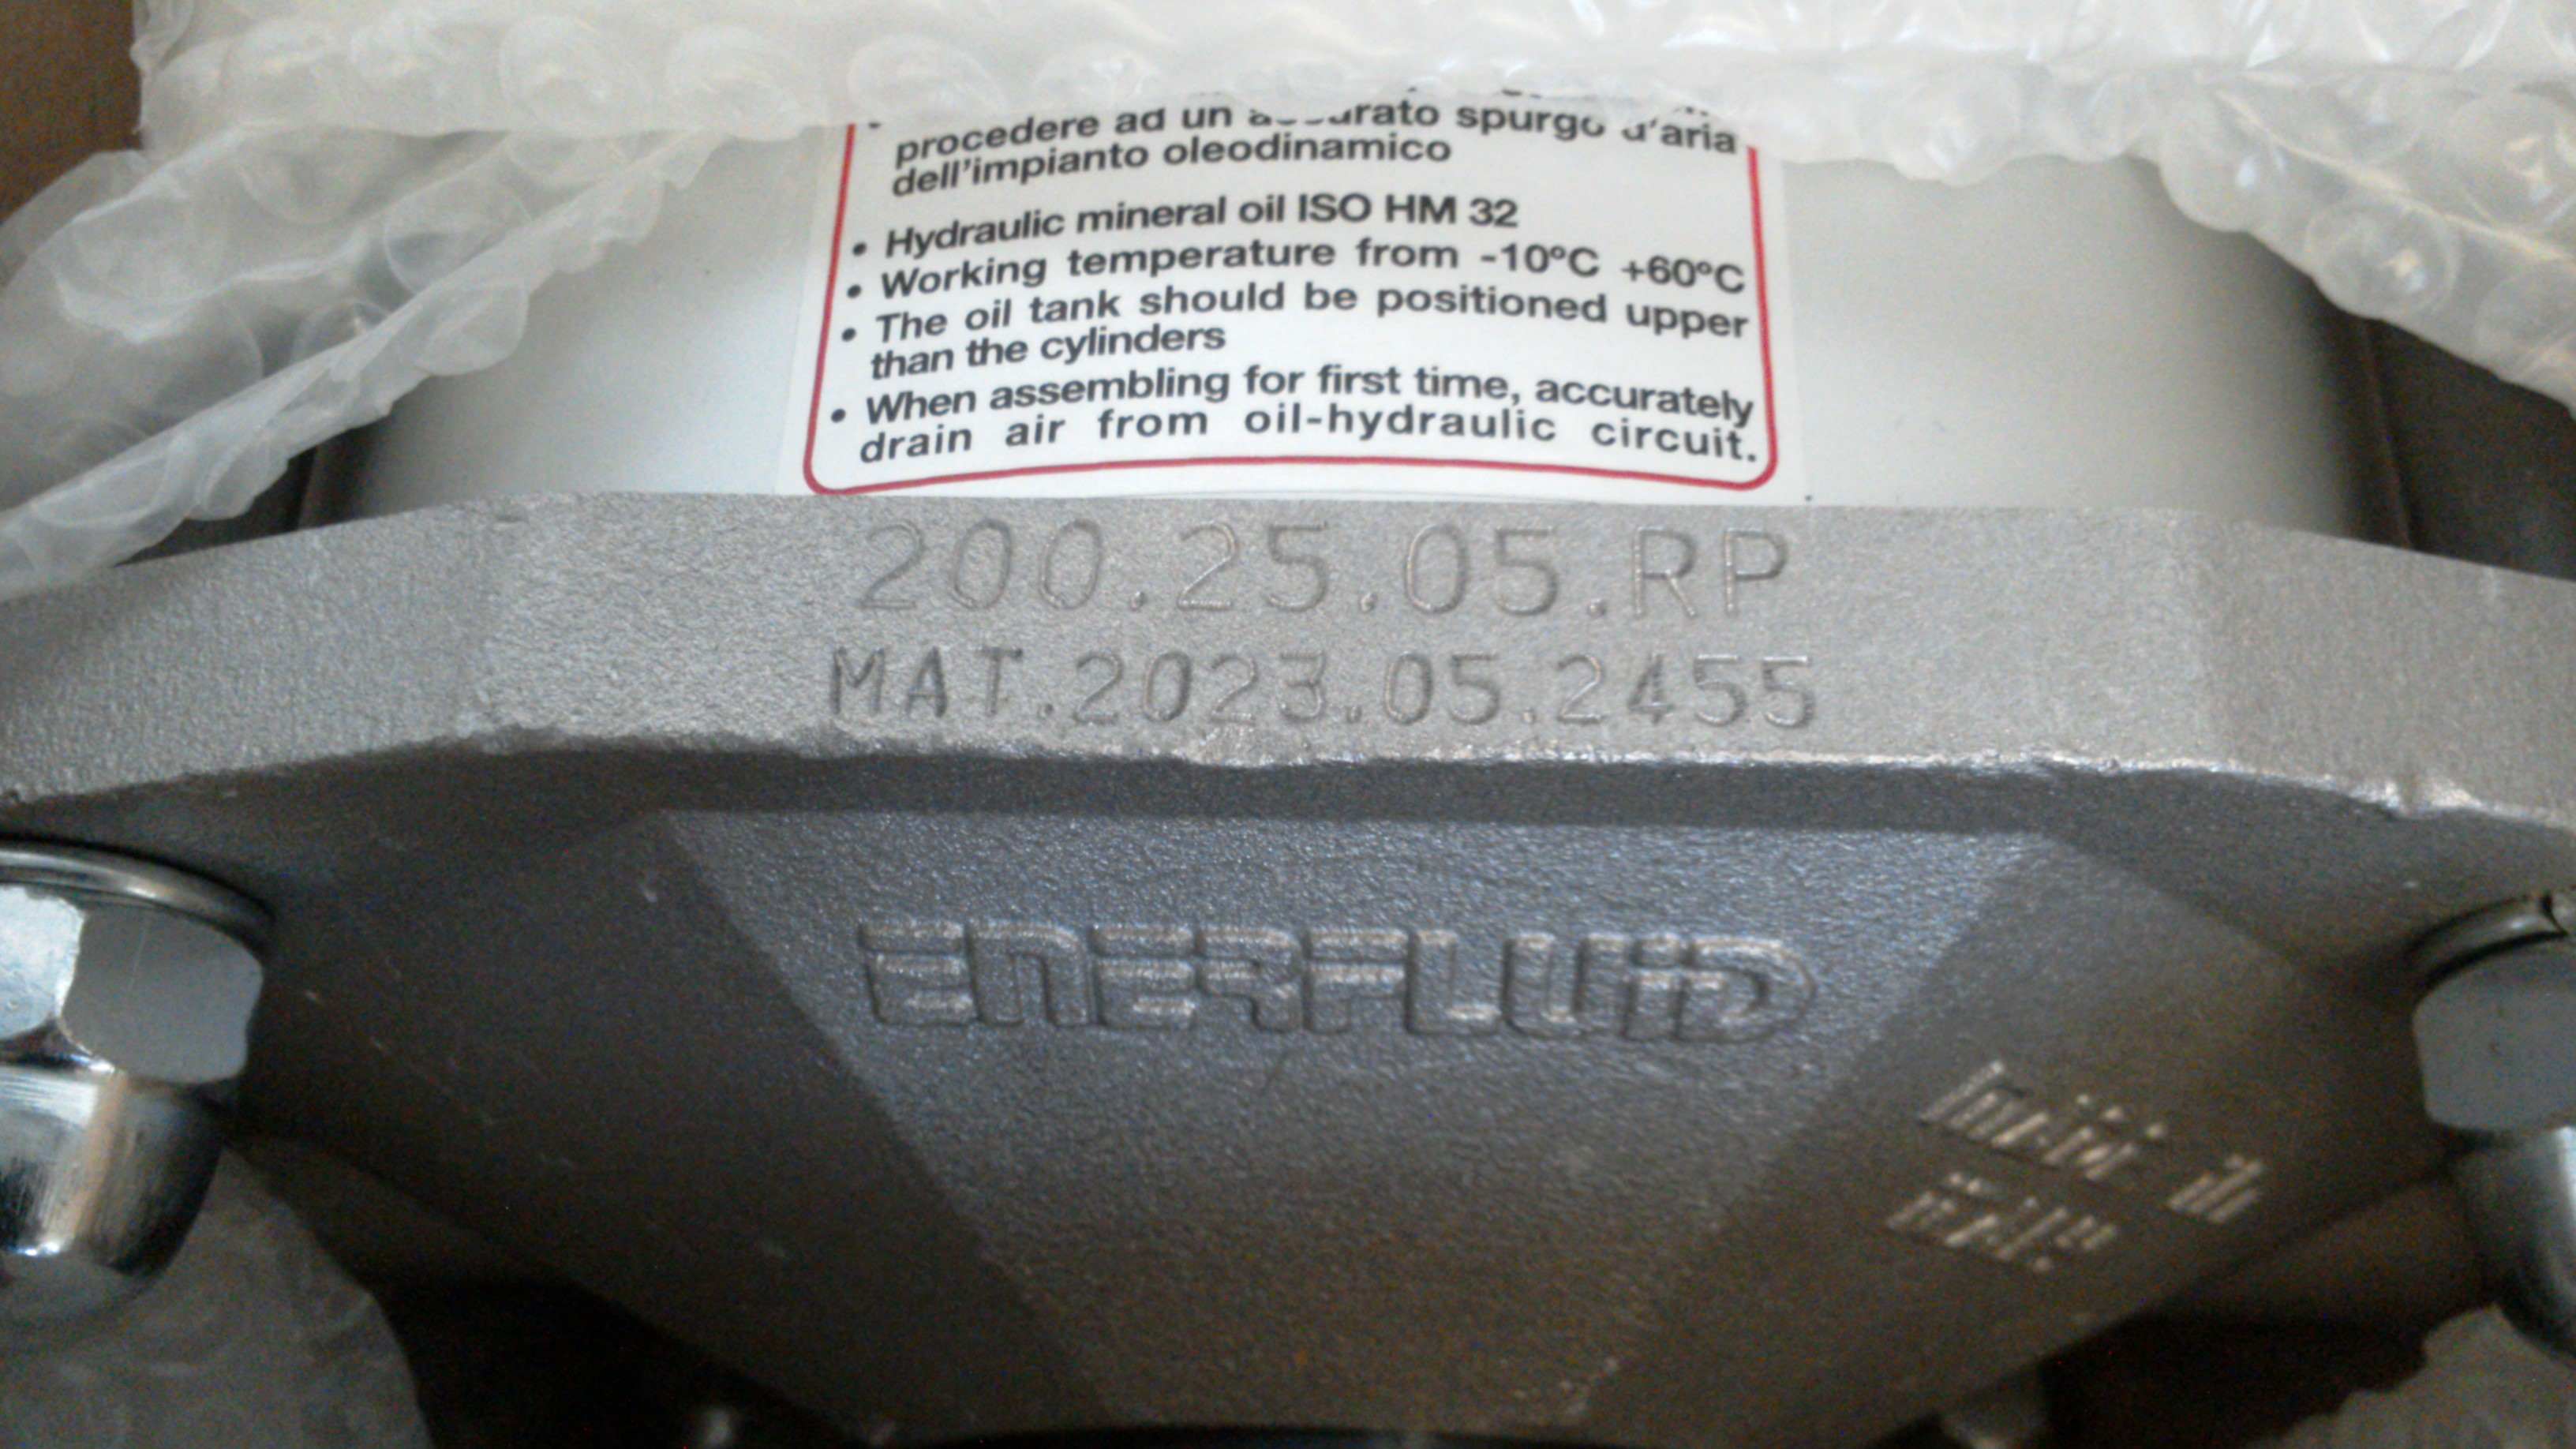 procedere ad un spurgo d'aria
dell'impianto oleodinamico
• Hydraulic mineral oil ISO HM 32
• Working temperature from -10°C +60°C
• The oil tank should be positioned upper
than the cylinders
• When assembling for first time, accurately
drain air from oil-hydraulic circuit.
200.25.05.RP
MAT.2023.05.2455
ENERFLUID